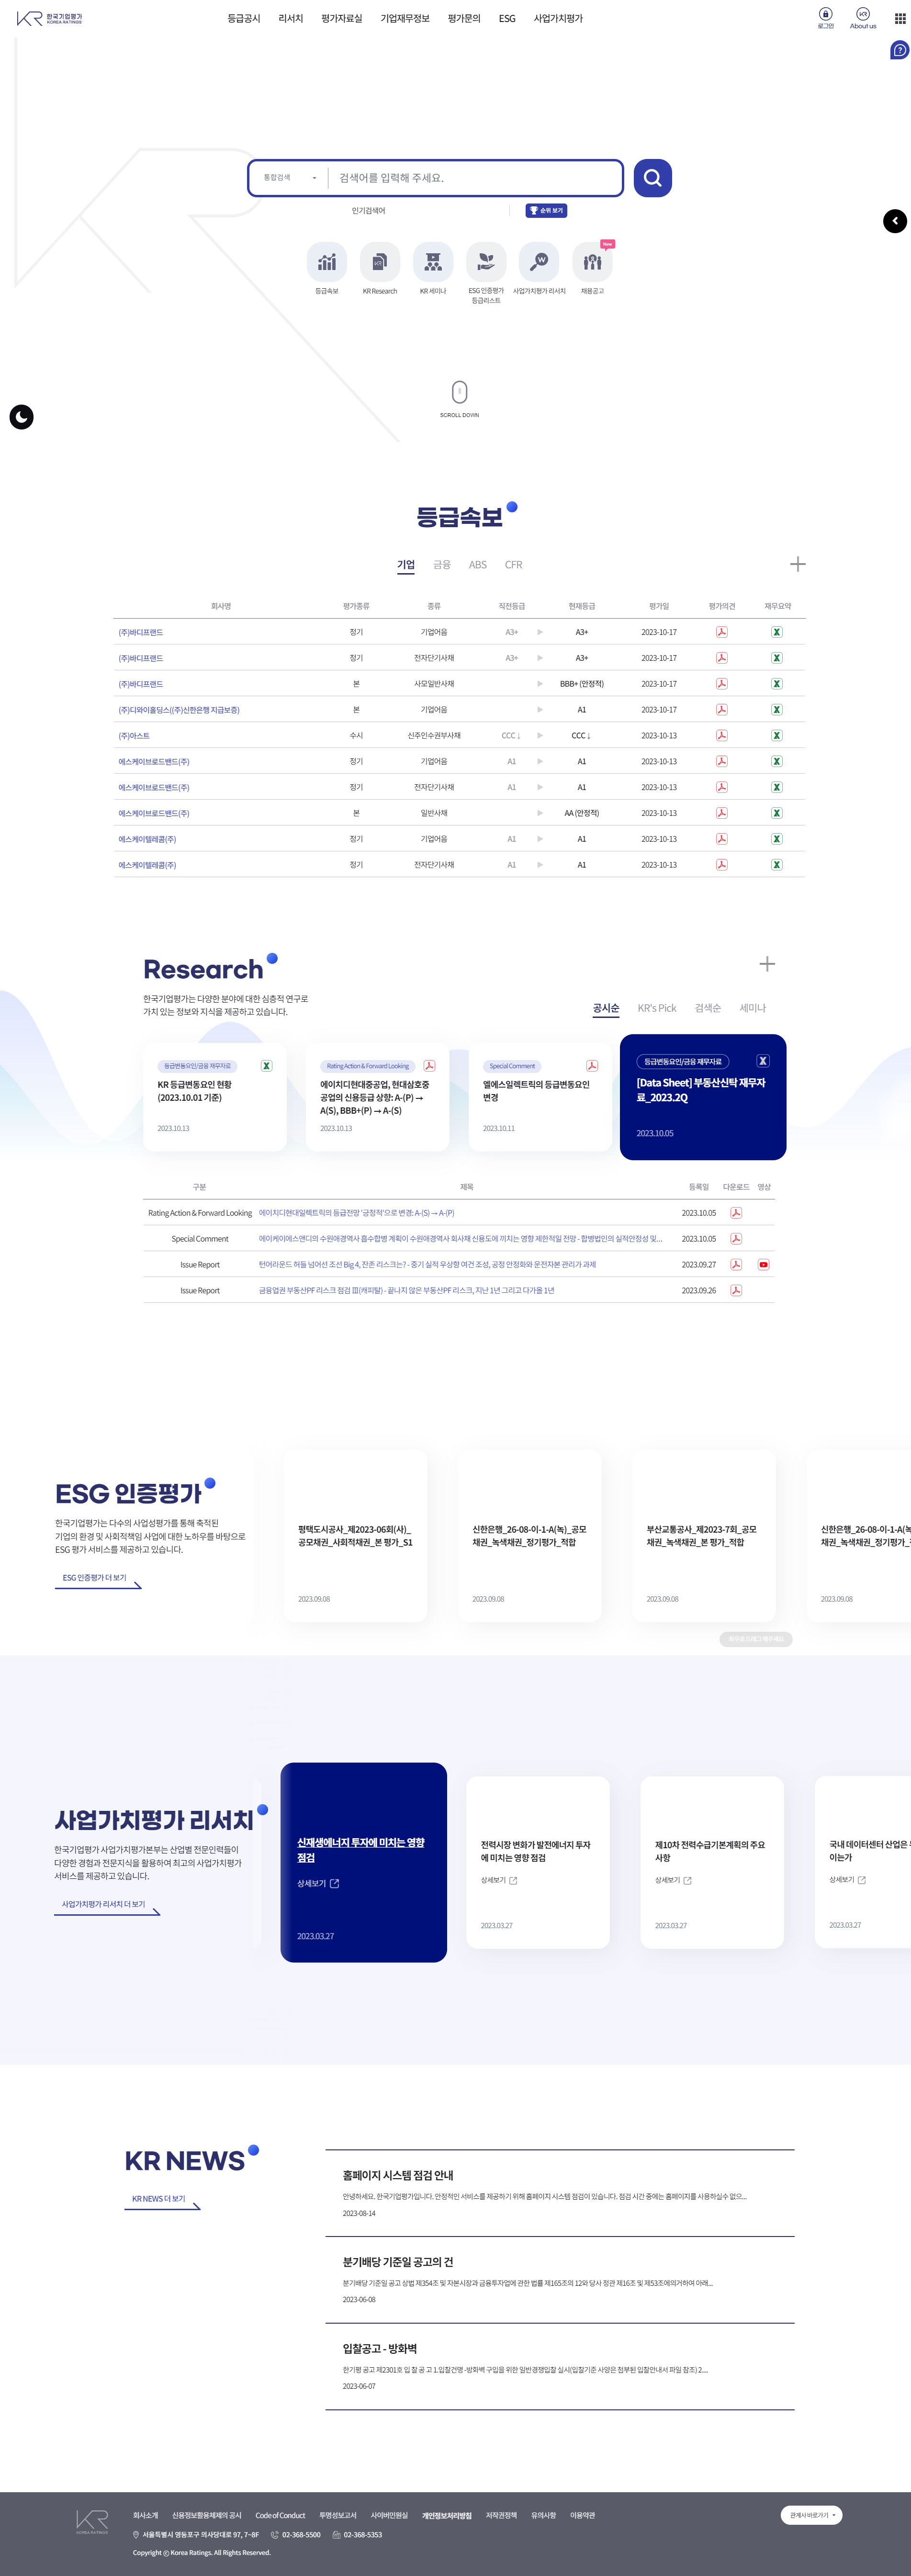 KR 한국기업평가
KOREA RATINGS
등급공시 리서치 평가자료실 기업재무정보 평가문의 ESG 사업가치평가
로그인 About us
통합검색 검색어를 입력해 주세요.
인기검색어 순위 보기
New
등급속보 KR Research KR 세미나 ESG 인증평가 사업가치평가 리서치 채용공고
등급리스트
SCROLL DOWN
등급속보
기업 금융 ABS CFR
회사명 평가종류 종류 직전등급 현재등급 평가일 평가의견 재무요약
(주)바디프랜드 정기 기업어음 A3+ ▶ A3+ 2023-10-17
(주)바디프랜드 정기 전자단기사채 A3+ ▶ A3+ 2023-10-17
(주)바디프랜드 본 사모일반사채 ▶ BBB+ (안정적) 2023-10-17
(주)디와이홀딩스((주)신한은행 지급보증) 본 기업어음 ▶ A1 2023-10-17
(주)아스트 수시 신주인수권부사채 CCC ↓ ▶ CCC ↓ 2023-10-13
에스케이브로드밴드(주) 정기 기업어음 A1 ▶ A1 2023-10-13
에스케이브로드밴드(주) 정기 전자단기사채 A1 ▶ A1 2023-10-13
에스케이브로드밴드(주) 본 일반사채 ▶ AA (안정적) 2023-10-13
에스케이텔레콤(주) 정기 기업어음 A1 ▶ A1 2023-10-13
에스케이텔레콤(주) 정기 전자단기사채 A1 ▶ A1 2023-10-13
Research
한국기업평가는 다양한 분야에 대한 심층적 연구로
가치 있는 정보와 지식을 제공하고 있습니다.
공시순 KR's Pick 검색순 세미나
등급변동요인/금융 재무자료
KR 등급변동요인 현황
(2023.10.01 기준)
2023.10.13
Rating Action & Forward Looking
에이치디현대중공업, 현대삼호중
공업의 신용등급 상향: A-(P) →
A(S), BBB+(P) → A-(S)
2023.10.13
Special Comment
엘에스일렉트릭의 등급변동요인
변경
2023.10.11
등급변동요인/금융 재무자료
[Data Sheet] 부동산신탁 재무자
료_2023.2Q
2023.10.05
구분 제목 등록일 다운로드 영상
Rating Action & Forward Looking 에이치디현대일렉트릭의 등급전망 '긍정적'으로 변경: A-(S) → A-(P) 2023.10.05
Special Comment 에이케이에스앤디의 수원애경역사 흡수합병 계획이 수원애경역사 회사채 신용도에 끼치는 영향 제한적일 전망 - 합병법인의 실적안정성 및... 2023.10.05
Issue Report 턴어라운드 허들 넘어선 조선 Big 4, 잔존 리스크는? - 중기 실적 우상향 여건 조성, 공정 안정화와 운전자본 관리가 과제 2023.09.27
Issue Report 금융업권 부동산PF 리스크 점검 Ⅲ(캐피탈) - 끝나지 않은 부동산PF 리스크, 지난 1년 그리고 다가올 1년 2023.09.26
ESG 인증평가
한국기업평가는 다수의 사업성평가를 통해 축적된
기업의 환경 및 사회적책임 사업에 대한 노하우를 바탕으로
ESG 평가 서비스를 제공하고 있습니다.
ESG 인증평가 더 보기
평택도시공사_제2023-06회(사)_
공모채권_사회적채권_본 평가_S1
2023.09.08
신한은행_26-08-이-1-A(녹)_공모
채권_녹색채권_정기평가_적합
2023.09.08
부산교통공사_제2023-7회_공모
채권_녹색채권_본 평가_적합
2023.09.08
신한은행_26-08-이-1-A(녹
채권_녹색채권_정기평가_
2023.09.08
사업가치평가 리서치
한국기업평가 사업가치평가본부는 산업별 전문인력들이
다양한 경험과 전문지식을 활용하여 최고의 사업가치평가
서비스를 제공하고 있습니다.
사업가치평가 리서치 더 보기
신재생에너지 투자에 미치는 영향
점검
상세보기
2023.03.27
전력시장 변화가 발전에너지 투자
에 미치는 영향 점검
상세보기
2023.03.27
제10차 전력수급기본계획의 주요
사항
상세보기
2023.03.27
국내 데이터센터 산업은
이는가
상세보기
2023.03.27
KR NEWS
KR NEWS 더 보기
홈페이지 시스템 점검 안내
안녕하세요. 한국기업평가입니다. 안정적인 서비스를 제공하기 위해 홈페이지 시스템 점검이 있습니다. 점검 시간 중에는 홈페이지를 사용하실수 없으...
2023-08-14
분기배당 기준일 공고의 건
분기배당 기준일 공고 상법 제354조 및 자본시장과 금융투자업에 관한 법률 제165조의 12와 당사 정관 제16조 및 제53조에의거하여 아래...
2023-06-08
입찰공고 - 방화벽
한기평 공고 제2301호 입 찰 공 고 1.입찰건명 -방화벽 구입을 위한 일반경쟁입찰 실시(입찰기준 사양은 첨부된 입찰안내서 파일 참조) 2....
2023-06-07
KR
KOREA RATINGS
회사소개 신용정보활용체제의 공시 Code of Conduct 투명성보고서 사이버민원실 개인정보처리방침 저작권정책 유의사항 이용약관
관계사 바로가기
서울특별시 영등포구 의사당대로 97, 7~8F 02-368-5500 02-368-5353
Copyright ⓒ Korea Ratings. All Rights Reserved.